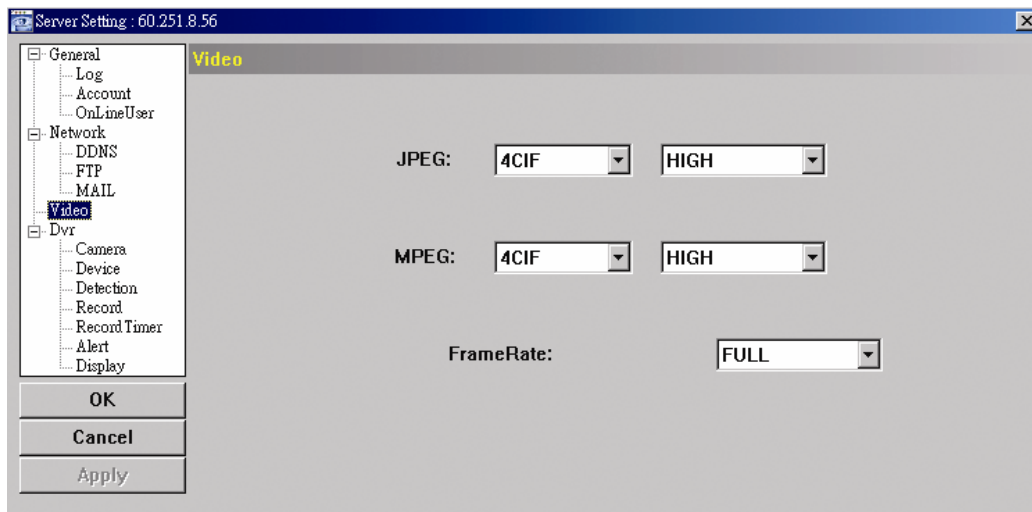 Server Setting : 60.251.8.56
General
Log
Account
OnLineUser
Network
DDNS
FTP
MAIL
Video
Dvr
Camera
Device
Detection
Record
Record Timer
Alert
Display
OK
Cancel
Apply
Video
JPEG: 4CIF HIGH
MPEG: 4CIF HIGH
FrameRate: FULL